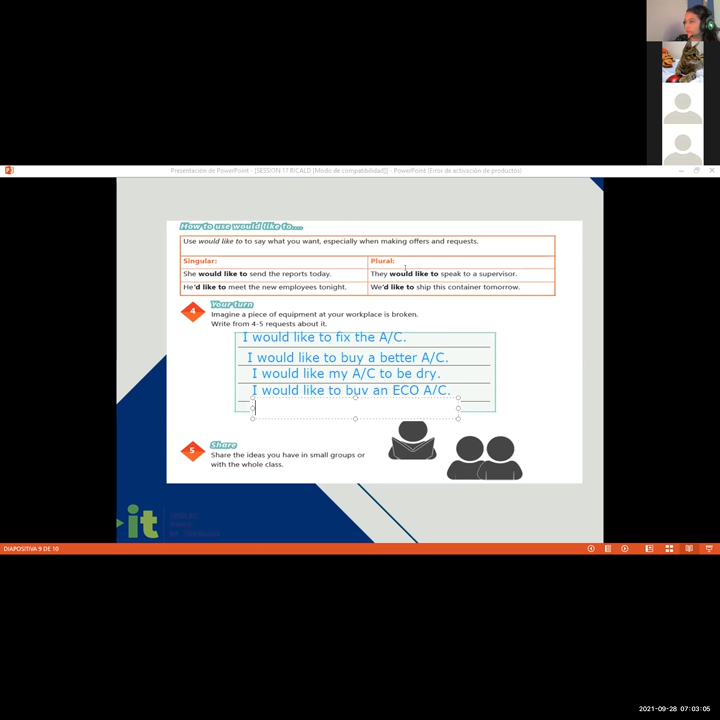 Presentación de PowerPoint - [SESSION 17 RICALD [Modo de compatibilidad]] - PowerPoint (Error de activación de productos)
How to use would like to....
Use would like to to say what you want, especially when making offers and requests.
Singular:
Plural:
She would like to send the reports today.
They would like to speak to a supervisor.
He'd like to meet the new employees tonight.
We'd like to ship this container tomorrow.
4
Your turn
Imagine a piece of equipment at your workplace is broken.
Write from 4-5 requests about it.
I would like to fix the A/C.
I would like to buy a better A/C.
I would like my A/C to be dry.
I would like to buy an ECO A/C.
5
Share
Share the ideas you have in small groups or
with the whole class.
it
DIAPOSITIVA 9 DE 10
2021-09-28 07:03:05